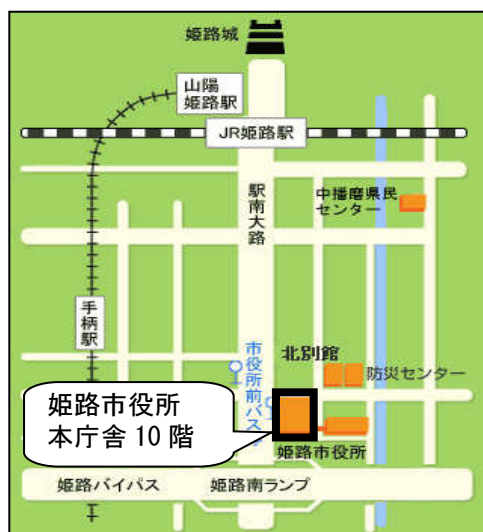 姫路城
山陽
姫路駅
JR姫路駅
駅南大路
中播磨県民
センター
手柄駅
市役所前バス
北別館
防災センター
姫路市役所
本庁舎 10 階
姫路市役所
姫路バイパス
姫路南ランプ